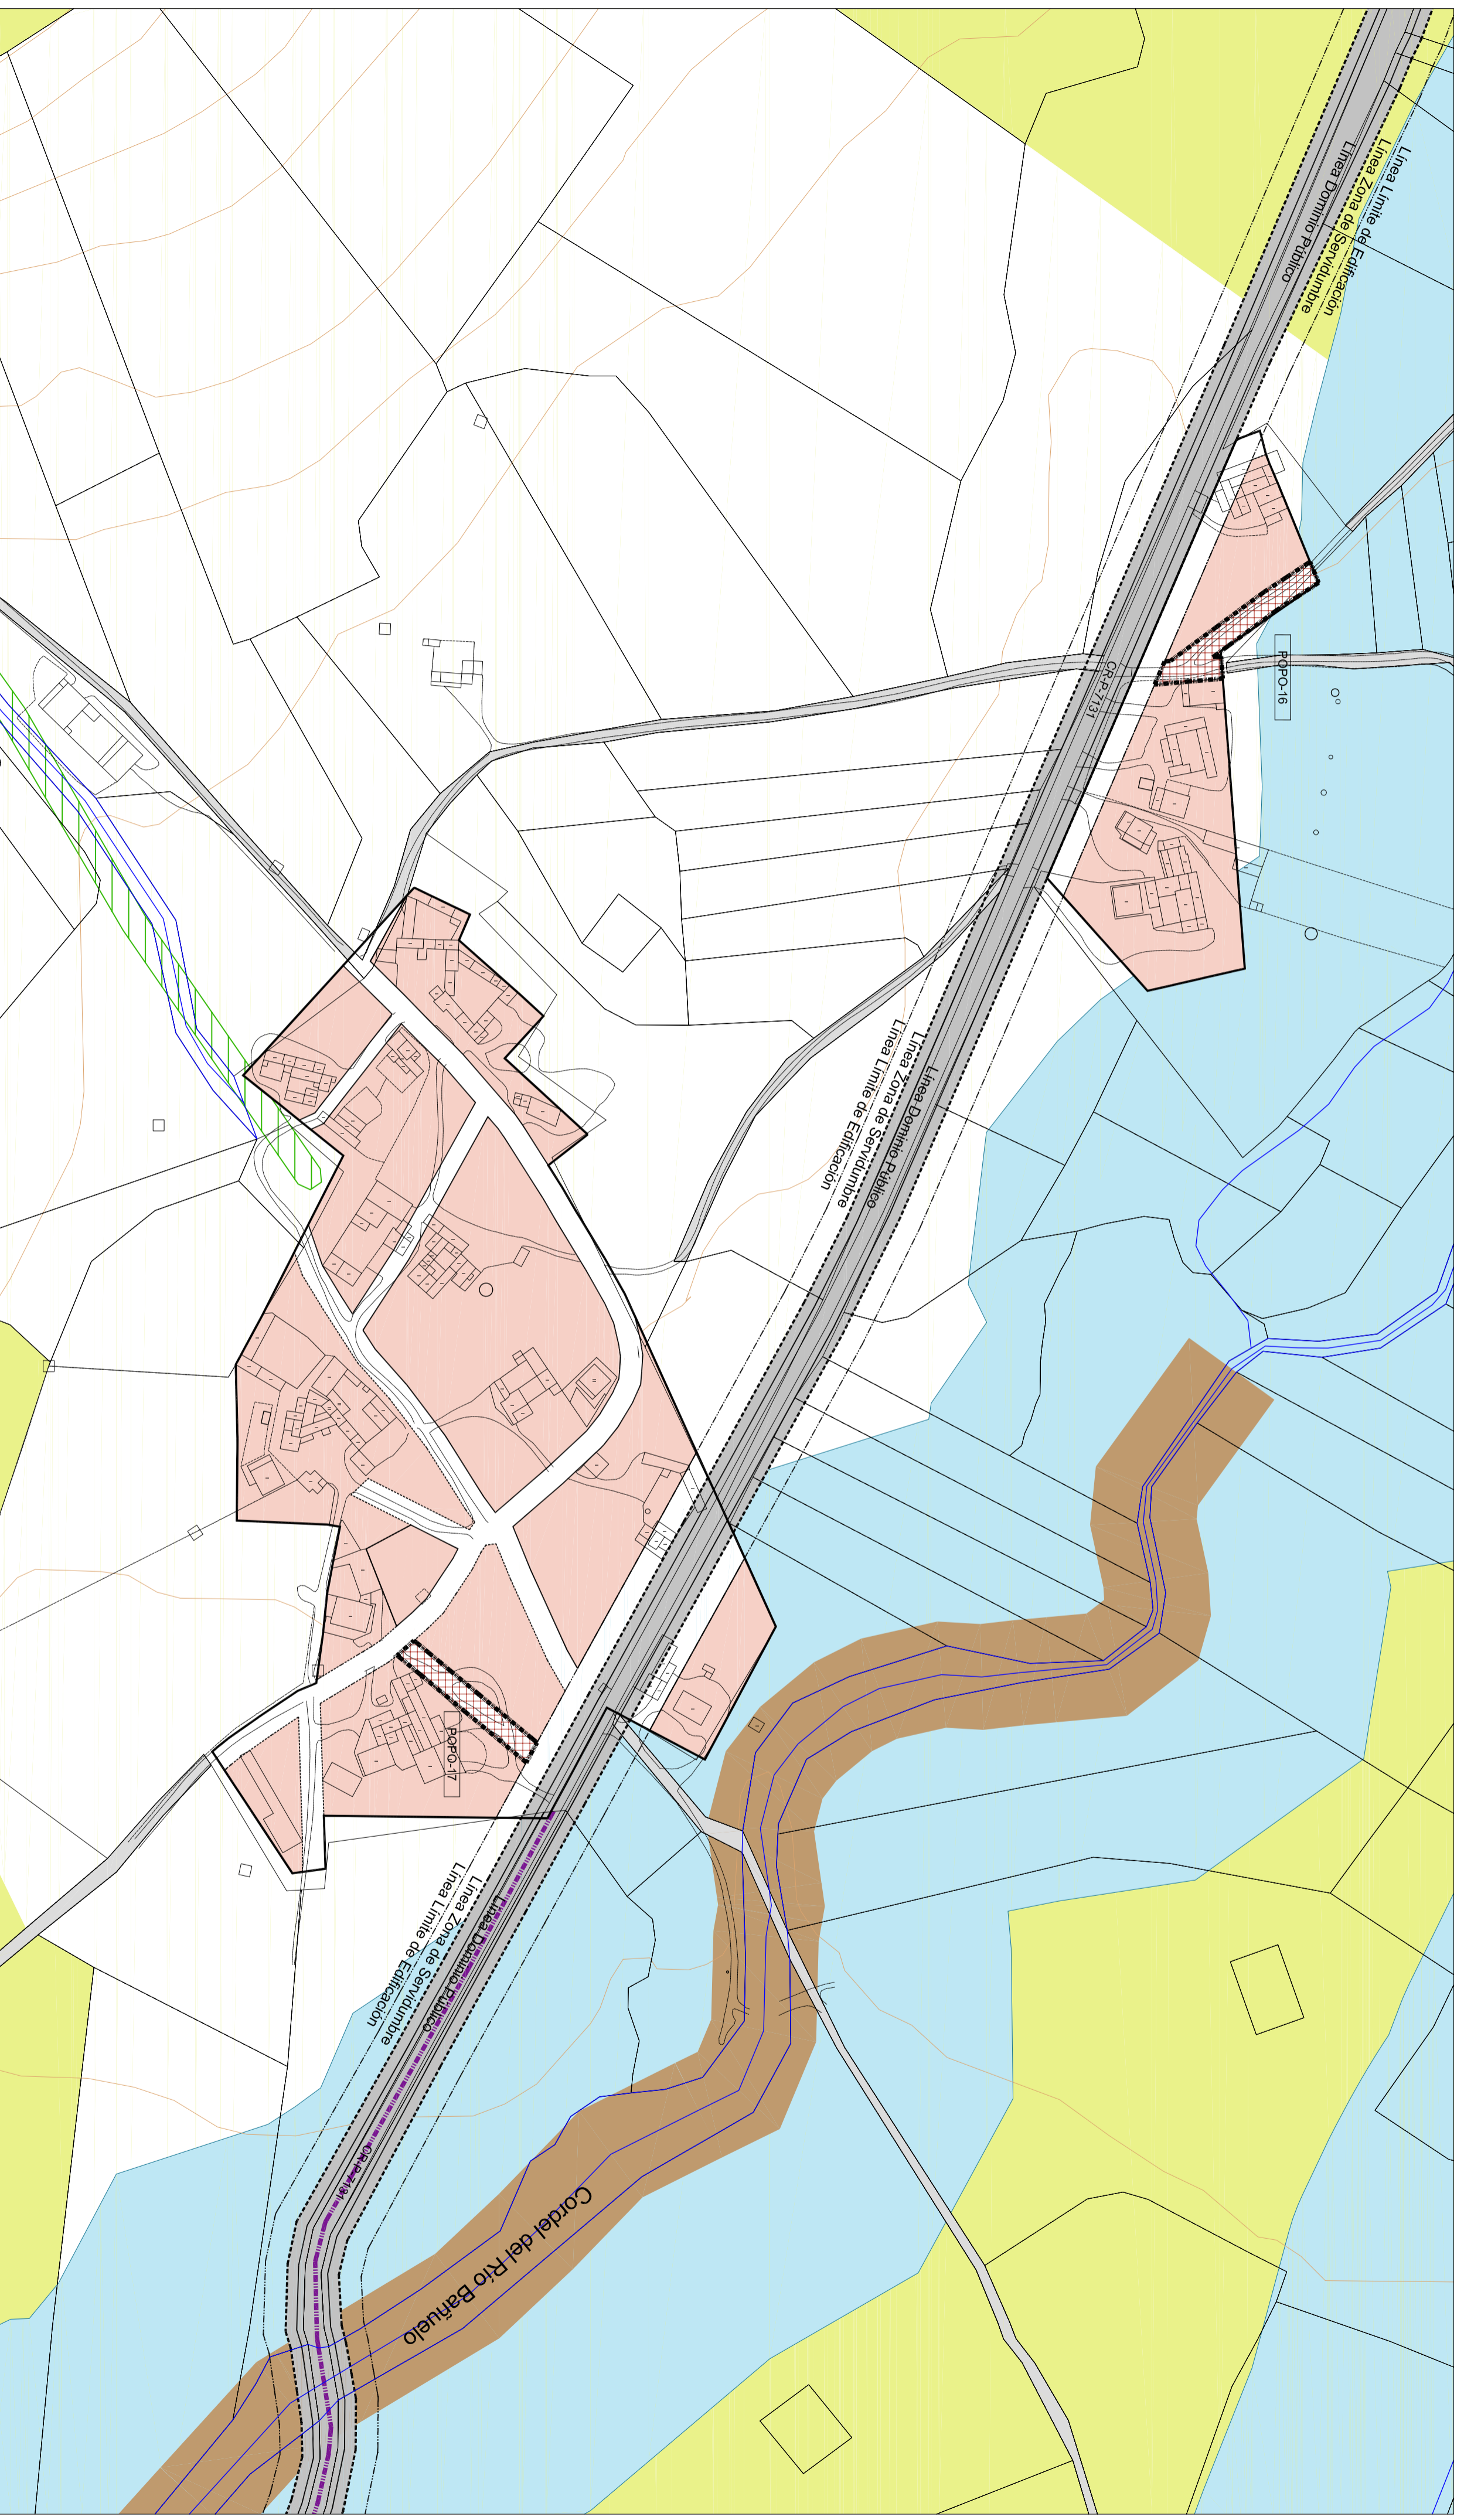 Línea Límite de Edificación
Línea Zona de Servidumbre
Línea Dominio Público
CR-P-7131
POPO-16
Línea Dominio Público
Línea Zona de Servidumbre
Línea Límite de Edificación
POPO-17
Línea Dominio Público
Línea Zona de Servidumbre
Línea Límite de Edificación
CR-P-7131
Cordel del Río Bañuelo